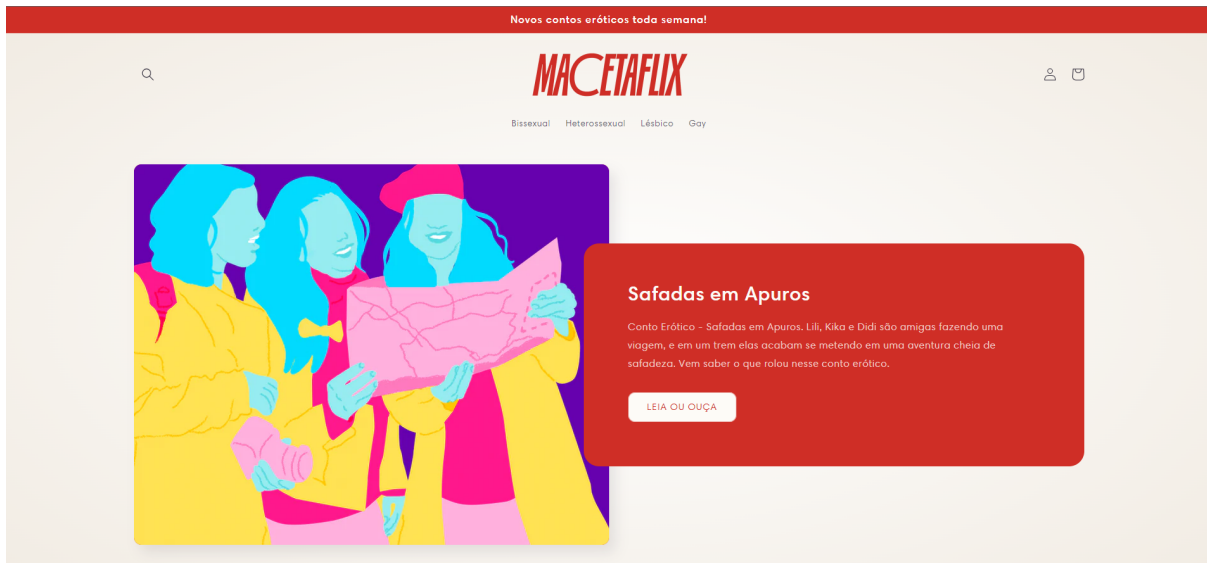 Novos contos eróticos toda semana!
MACETAFLIX
Bissexual Heterossexual Lésbico Gay
Safadas em Apuros
Conto Erótico - Safadas em Apuros. Lili, Kika e Didi são amigas fazendo uma
viagem, e em um trem elas acabam se metendo em uma aventura cheia de
safadeza. Vem saber o que rolou nesse conto erótico.
LEIA OU OUÇA